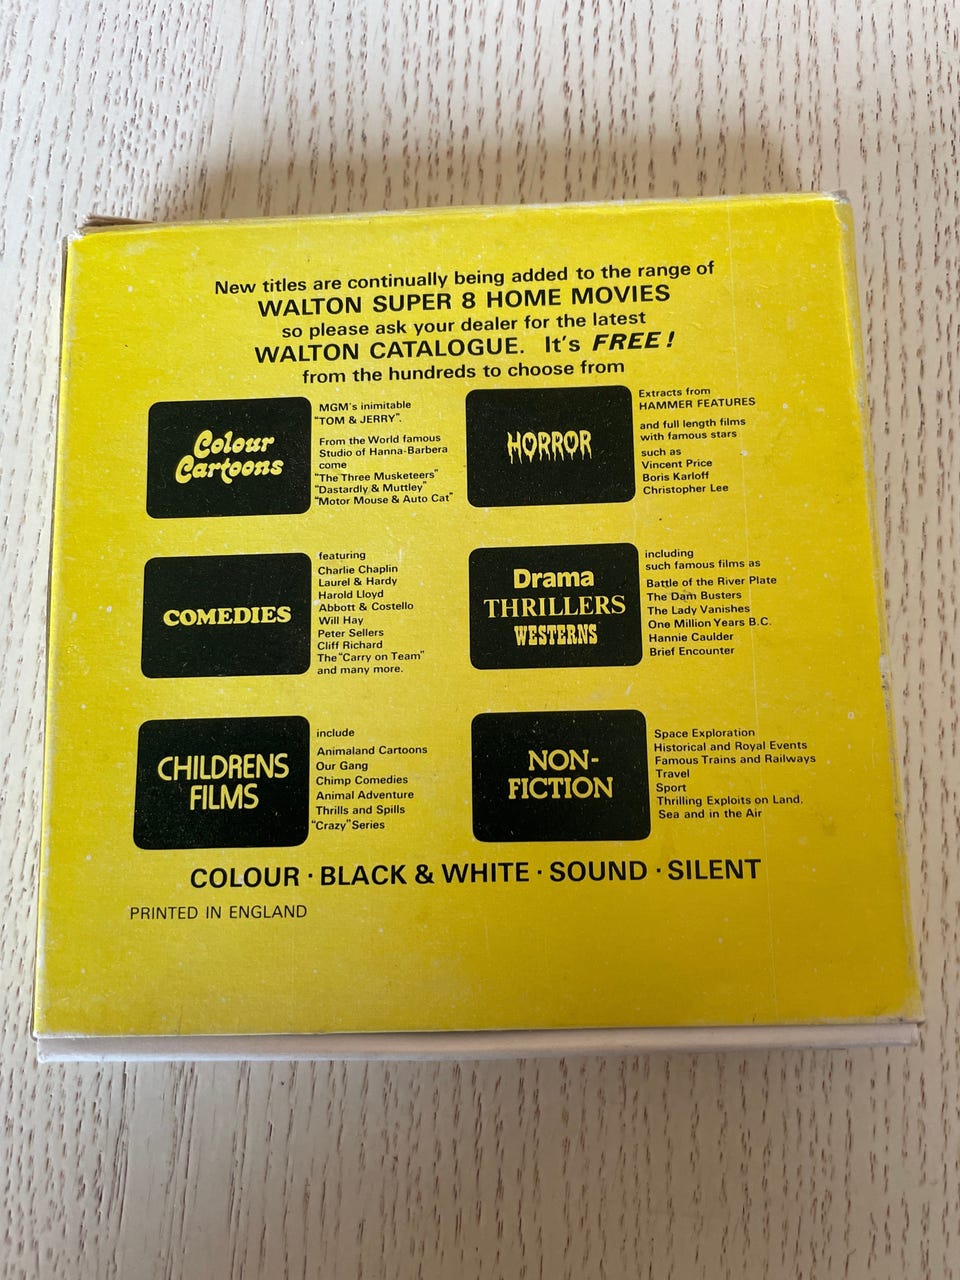 New titles are continually being added to the range of
WALTON SUPER 8 HOME MOVIES
so please ask your dealer for the latest
WALTON CATALOGUE. It's FREE!
from the hundreds to choose from
Colour
Cartoons
MGM's inimitable
"TOM & JERRY".
From the World famous
Studio of Hanna-Barbera
come
"The Three Musketeers"
"Dastardly & Muttley"
"Motor Mouse & Auto Cat"
HORROR
Extracts from
HAMMER FEATURES
and full length films
with famous stars
such as
Vincent Price
Boris Karloff
Christopher Lee
COMEDIES
featuring
Charlie Chaplin
Laurel & Hardy
Harold Lloyd
Abbott & Costello
Will Hay
Peter Sellers
Cliff Richard
The "Carry on Team"
and many more.
Drama
THRILLERS
WESTERNS
including
such famous films as
Battle of the River Plate
The Dam Busters
The Lady Vanishes
One Million Years B.C.
Hannie Caulder
Brief Encounter
CHILDRENS
FILMS
include
Animaland Cartoons
Our Gang
Chimp Comedies
Animal Adventure
Thrills and Spills
"Crazy" Series
NON-
FICTION
Space Exploration
Historical and Royal Events
Famous Trains and Railways
Travel
Sport
Thrilling Exploits on Land,
Sea and in the Air
COLOUR · BLACK & WHITE · SOUND · SILENT
PRINTED IN ENGLAND